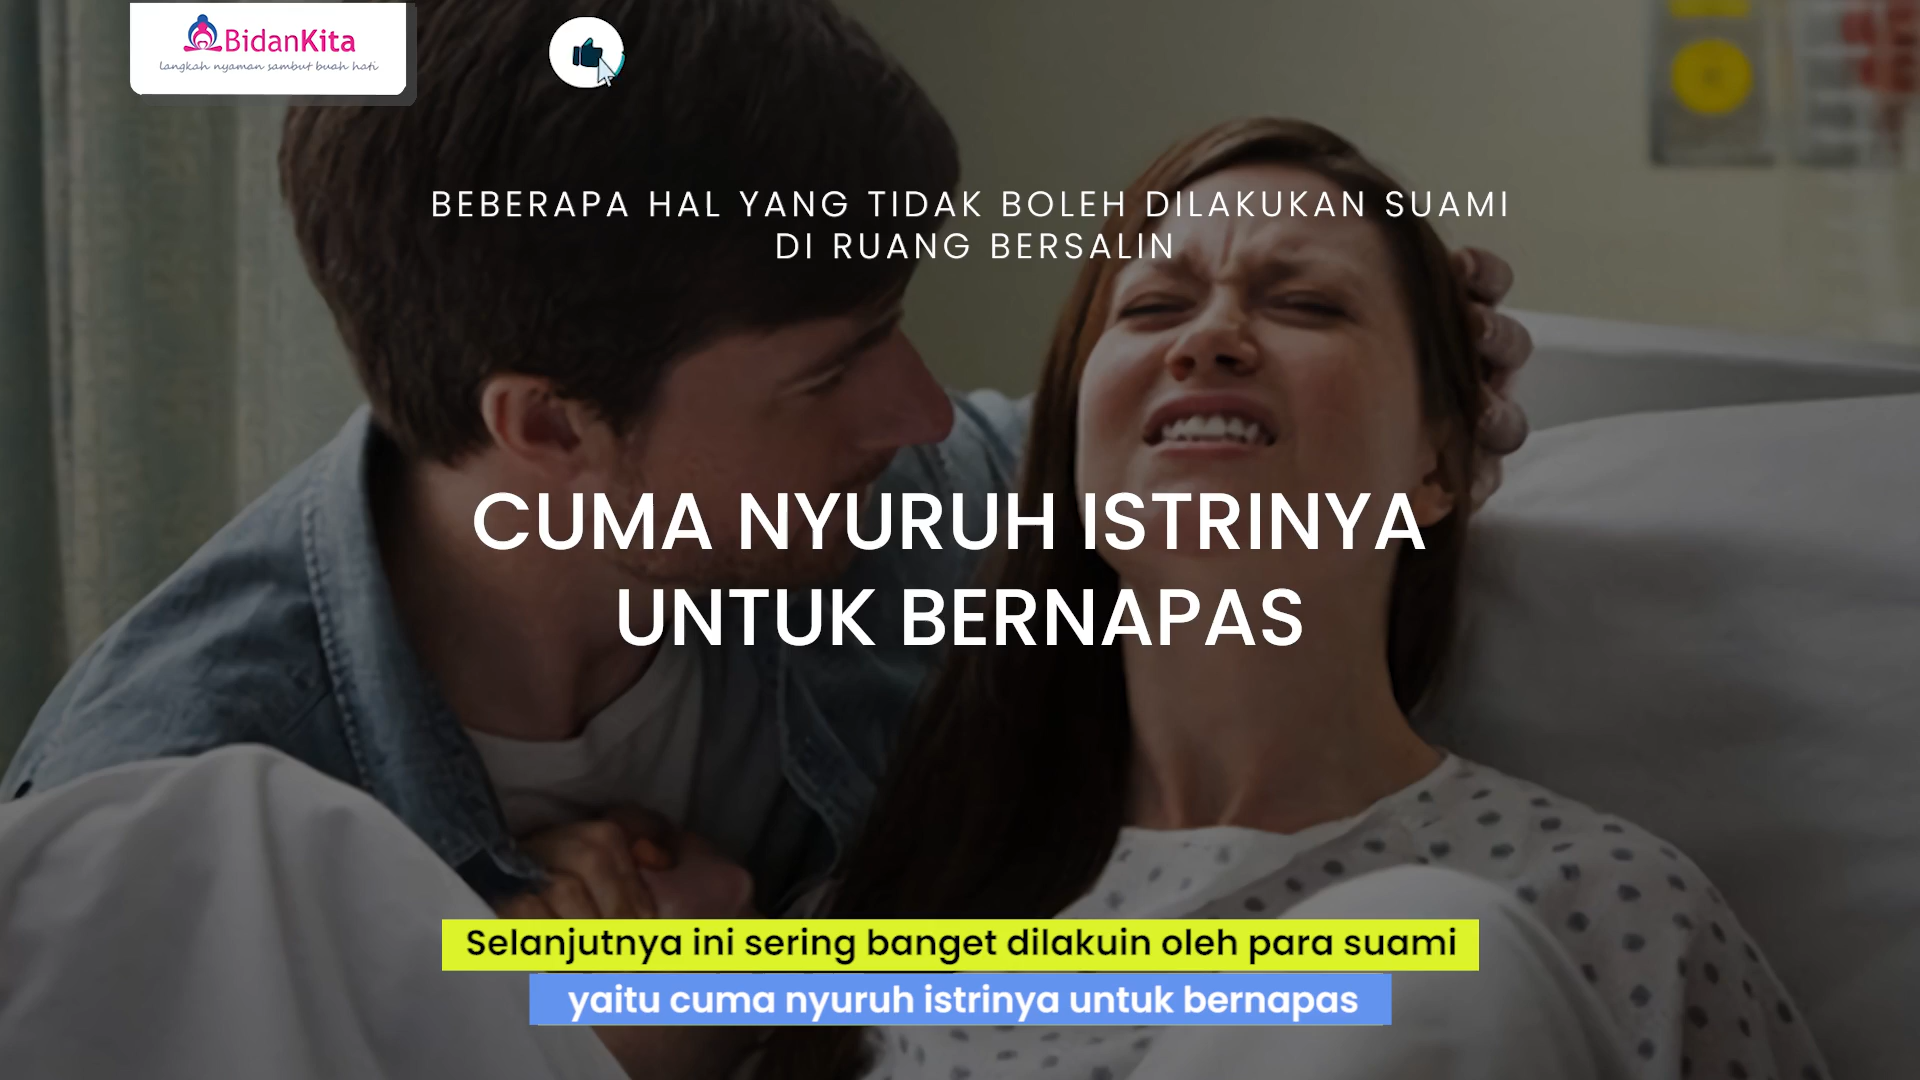 BidanKita
langkah nyaman sambut buah hati
BEBERAPA HAL YANG TIDAK BOLEH DILAKUKAN SUAMI
DI RUANG BERSALIN
CUMA NYURUH ISTRINYA
UNTUK BERNAPAS
Selanjutnya ini sering banget dilakuin oleh para suami
yaitu cuma nyuruh istrinya untuk bernapas